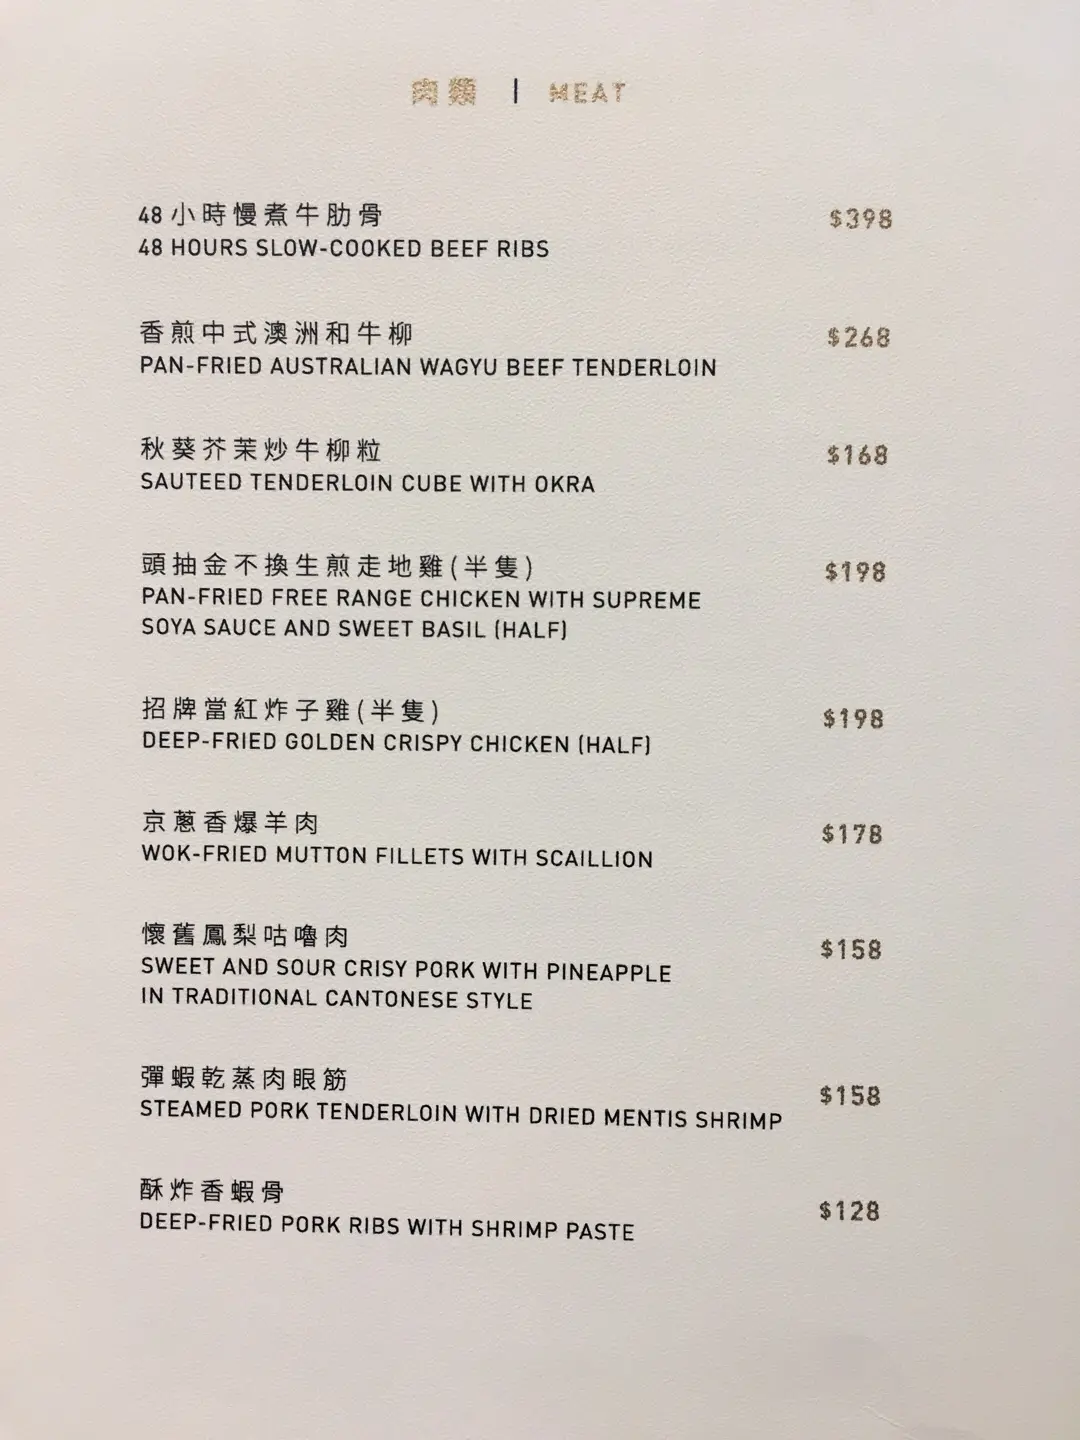 肉類 | MEAT
48小時慢煮牛肋骨 $398
48 HOURS SLOW-COOKED BEEF RIBS
香煎中式澳洲和牛柳 $268
PAN-FRIED AUSTRALIAN WAGYU BEEF TENDERLOIN
秋葵芥茉炒牛柳粒 $168
SAUTEED TENDERLOIN CUBE WITH OKRA
頭抽金不換生煎走地雞(半隻) $198
PAN-FRIED FREE RANGE CHICKEN WITH SUPREME
SOYA SAUCE AND SWEET BASIL (HALF)
招牌當紅炸子雞(半隻) $198
DEEP-FRIED GOLDEN CRISPY CHICKEN (HALF)
京蔥香爆羊肉 $178
WOK-FRIED MUTTON FILLETS WITH SCAILLION
懷舊鳳梨咕嚕肉 $158
SWEET AND SOUR CRISY PORK WITH PINEAPPLE
IN TRADITIONAL CANTONESE STYLE
彈蝦乾蒸肉眼筋 $158
STEAMED PORK TENDERLOIN WITH DRIED MENTIS SHRIMP
酥炸香蝦骨 $128
DEEP-FRIED PORK RIBS WITH SHRIMP PASTE